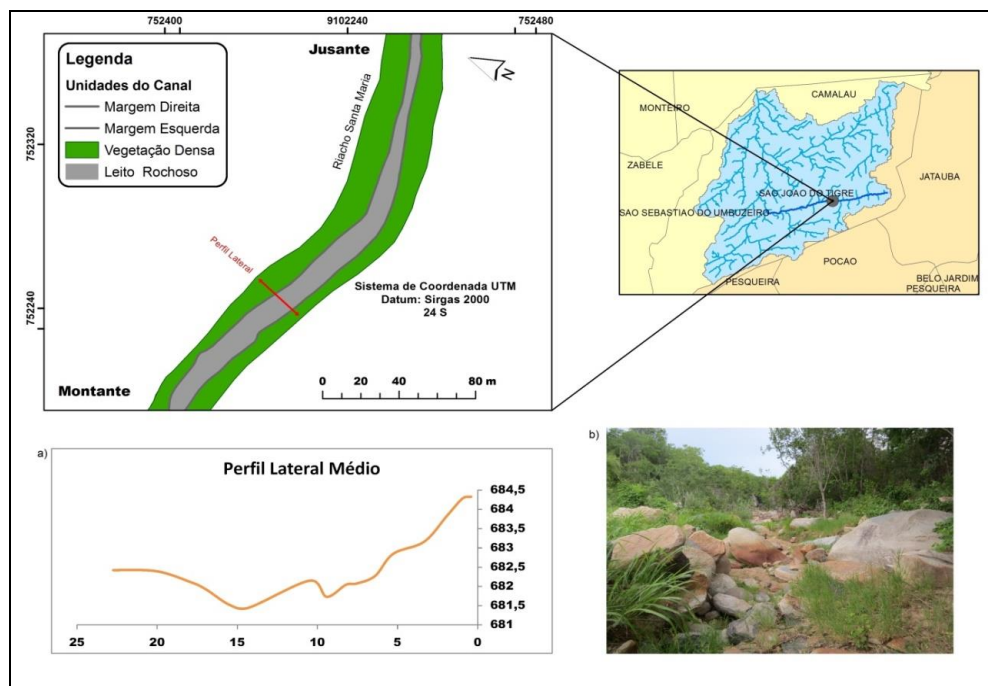 752400
9102240
752480
Legenda
Unidades do Canal
Margem Direita
Margem Esquerda
Vegetação Densa
Leito Rochoso
Jusante
N
Riacho Santa Maria
752320
Perfil Lateral
752240
Sistema de Coordenada UTM
Datum: Sirgas 2000
24 S
0 20 40 60 80 m
Montante
CAMALAU
MONTEIRO
ZABELE
JATAUBA
SAO JOAO DO TIGRE
SAO SEBASTIAO DO UMBUZEIRO
POCAO
PESQUEIRA
BELO JARDIM
PESQUEIRA
a)
Perfil Lateral Médio
684,5
684
683,5
683
682,5
682
681,5
681
25 20 15 10 5 0
b)